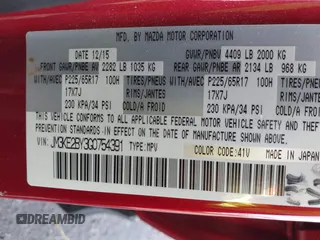 MFD. BY MAZDA MOTOR CORPORATION
DATE 12/15 GVWR/PNBV 4409 LB 2000 KG
FRONT GAWR/PNBE AV 2282 LB 1035 KG REAR GAWR/PNBE AR 2134 LB 968 KG
WITH/AVEC P225/65R17 100H TIRES/PNEUS WITH/AVEC P225/65R17 100H TIRES/PNEUS
17X7J 17X7J
230 KPA/34 PSI COLD/A FROID 230 KPA/34 PSI COLD/A FROID
THIS VEHICLE CONFORMS TO ALL APPLICABLE FEDERAL MOTOR VEHICLE SAFETY
AND THEFT PREVENTION STANDARDS IN EFFECT ON THE DATE OF
MANUFACTURE SHOWN ABOVE.
VIN: JM3KE2BY3G0754391 TYPE: MPV
COLOR CODE: 41V MADE IN JAPAN
DREAMBID